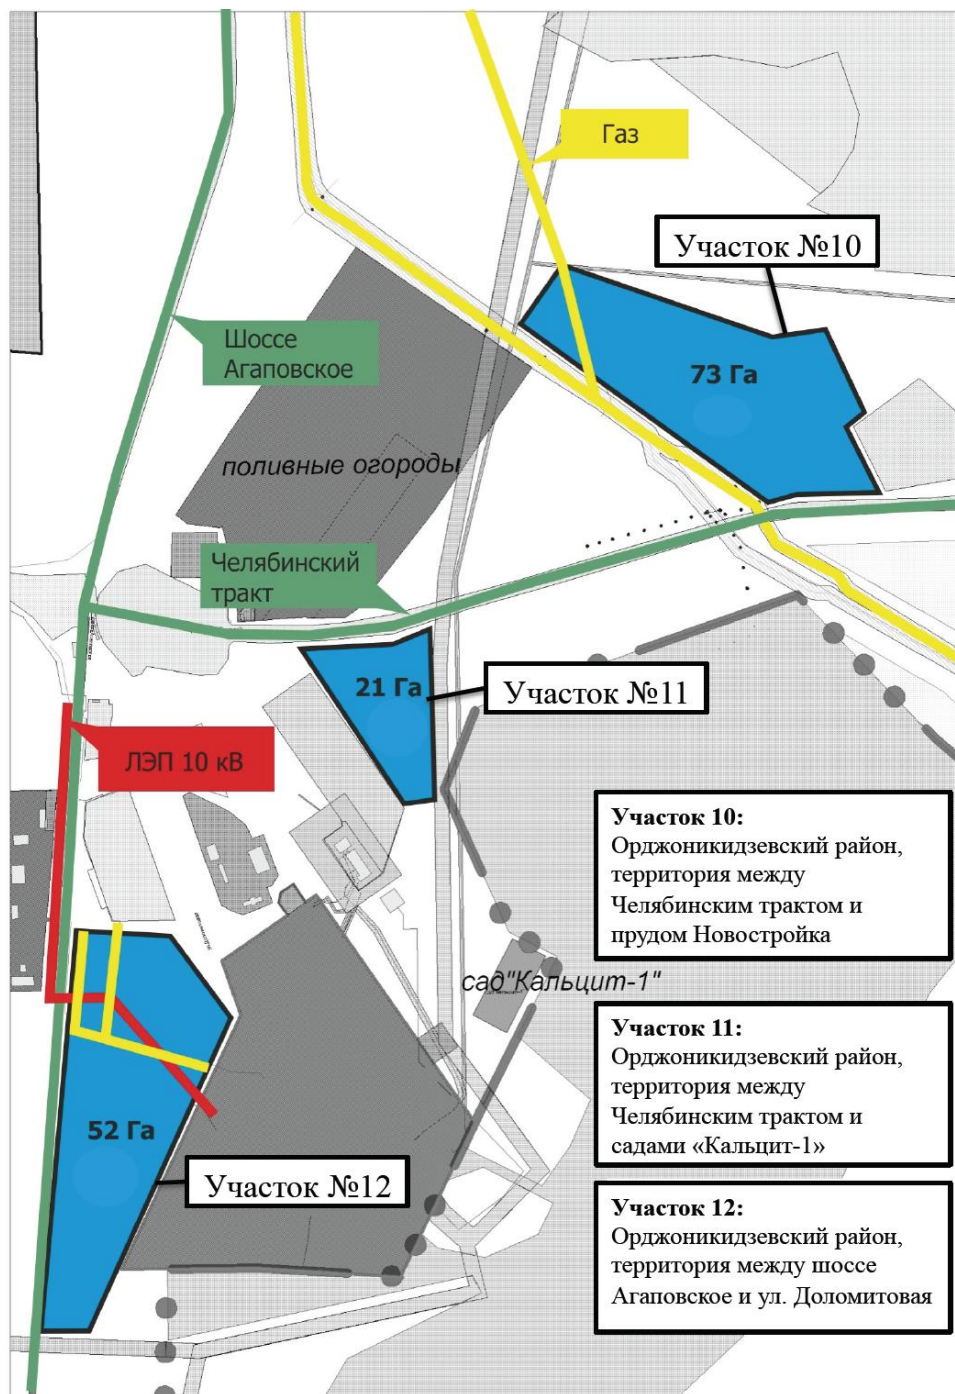 Газ
Участок №10
Шоссе
Агаповское
73 Га
поливные огороды
Челябинский
тракт
21 Га
Участок №11
ЛЭП 10 кВ
Участок 10:
Орджоникидзевский район,
территория между
Челябинским трактом и
прудом Новостройка
сад"Кальцит-1"
Участок 11:
Орджоникидзевский район,
территория между
Челябинским трактом и
садами «Кальцит-1»
52 Га
Участок №12
Участок 12:
Орджоникидзевский район,
территория между шоссе
Агаповское и ул. Доломитовая